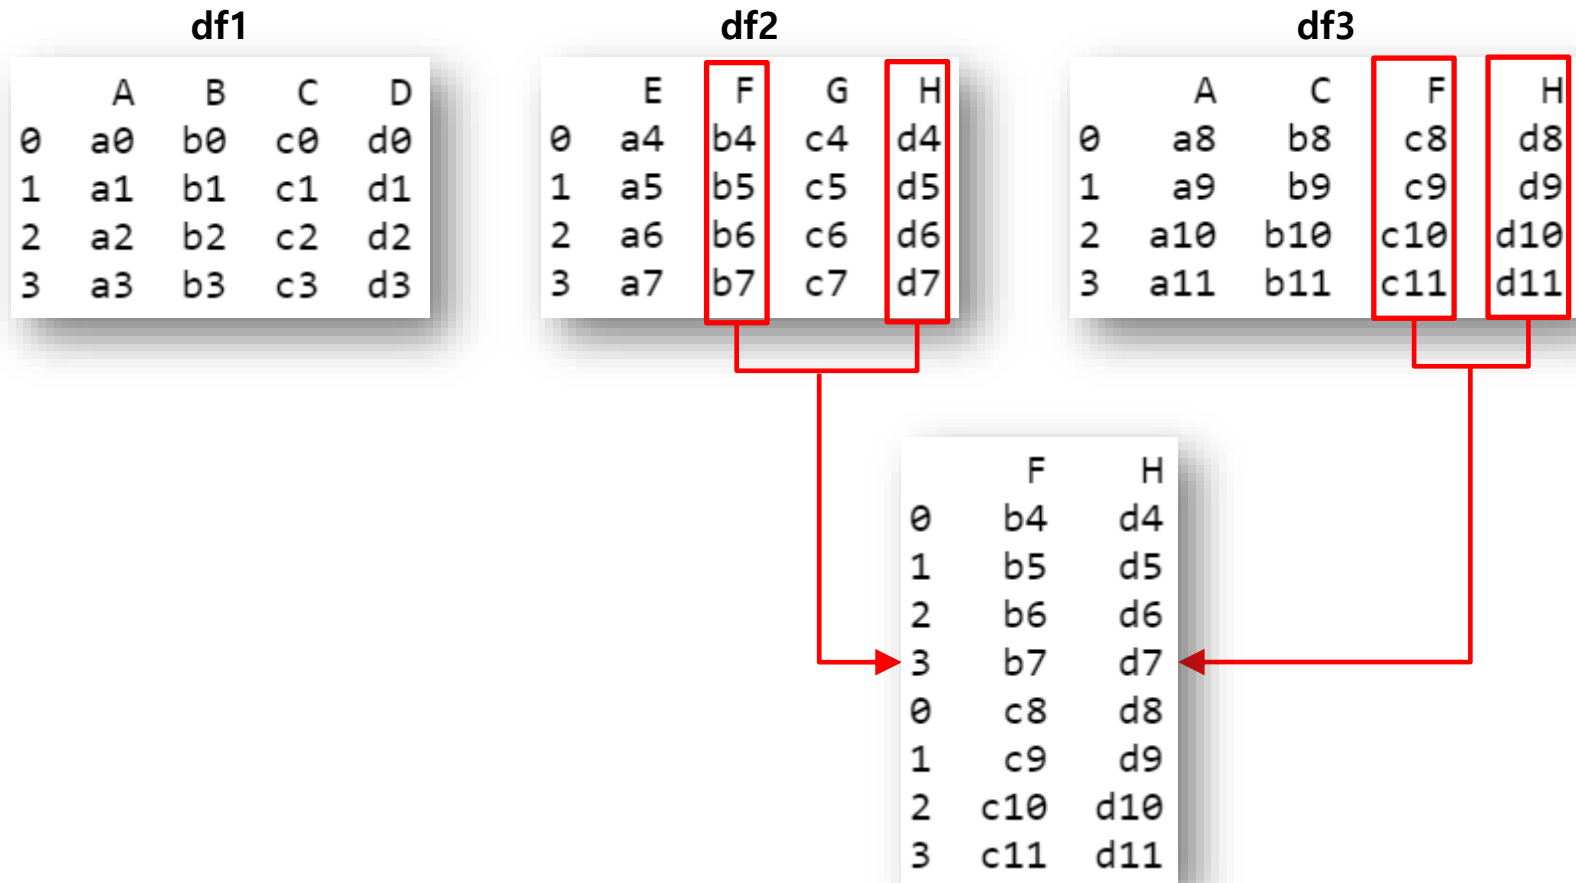 df1
A B C D
0 a0 b0 c0 d0
1 a1 b1 c1 d1
2 a2 b2 c2 d2
3 a3 b3 c3 d3
df2
E F G H
0 a4 b4 c4 d4
1 a5 b5 c5 d5
2 a6 b6 c6 d6
3 a7 b7 c7 d7
df3
A C F H
0 a8 b8 c8 d8
1 a9 b9 c9 d9
2 a10 b10 c10 d10
3 a11 b11 c11 d11
F H
0 b4 d4
1 b5 d5
2 b6 d6
3 b7 d7
0 c8 d8
1 c9 d9
2 c10 d10
3 c11 d11